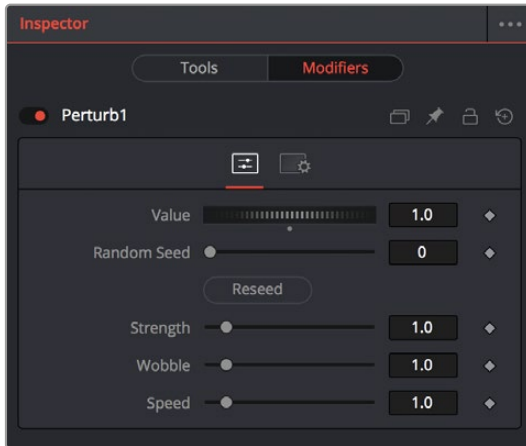 Inspector
Tools Modifiers
Perturb1
Value 1.0
Random Seed 0
Reseed
Strength 1.0
Wobble 1.0
Speed 1.0